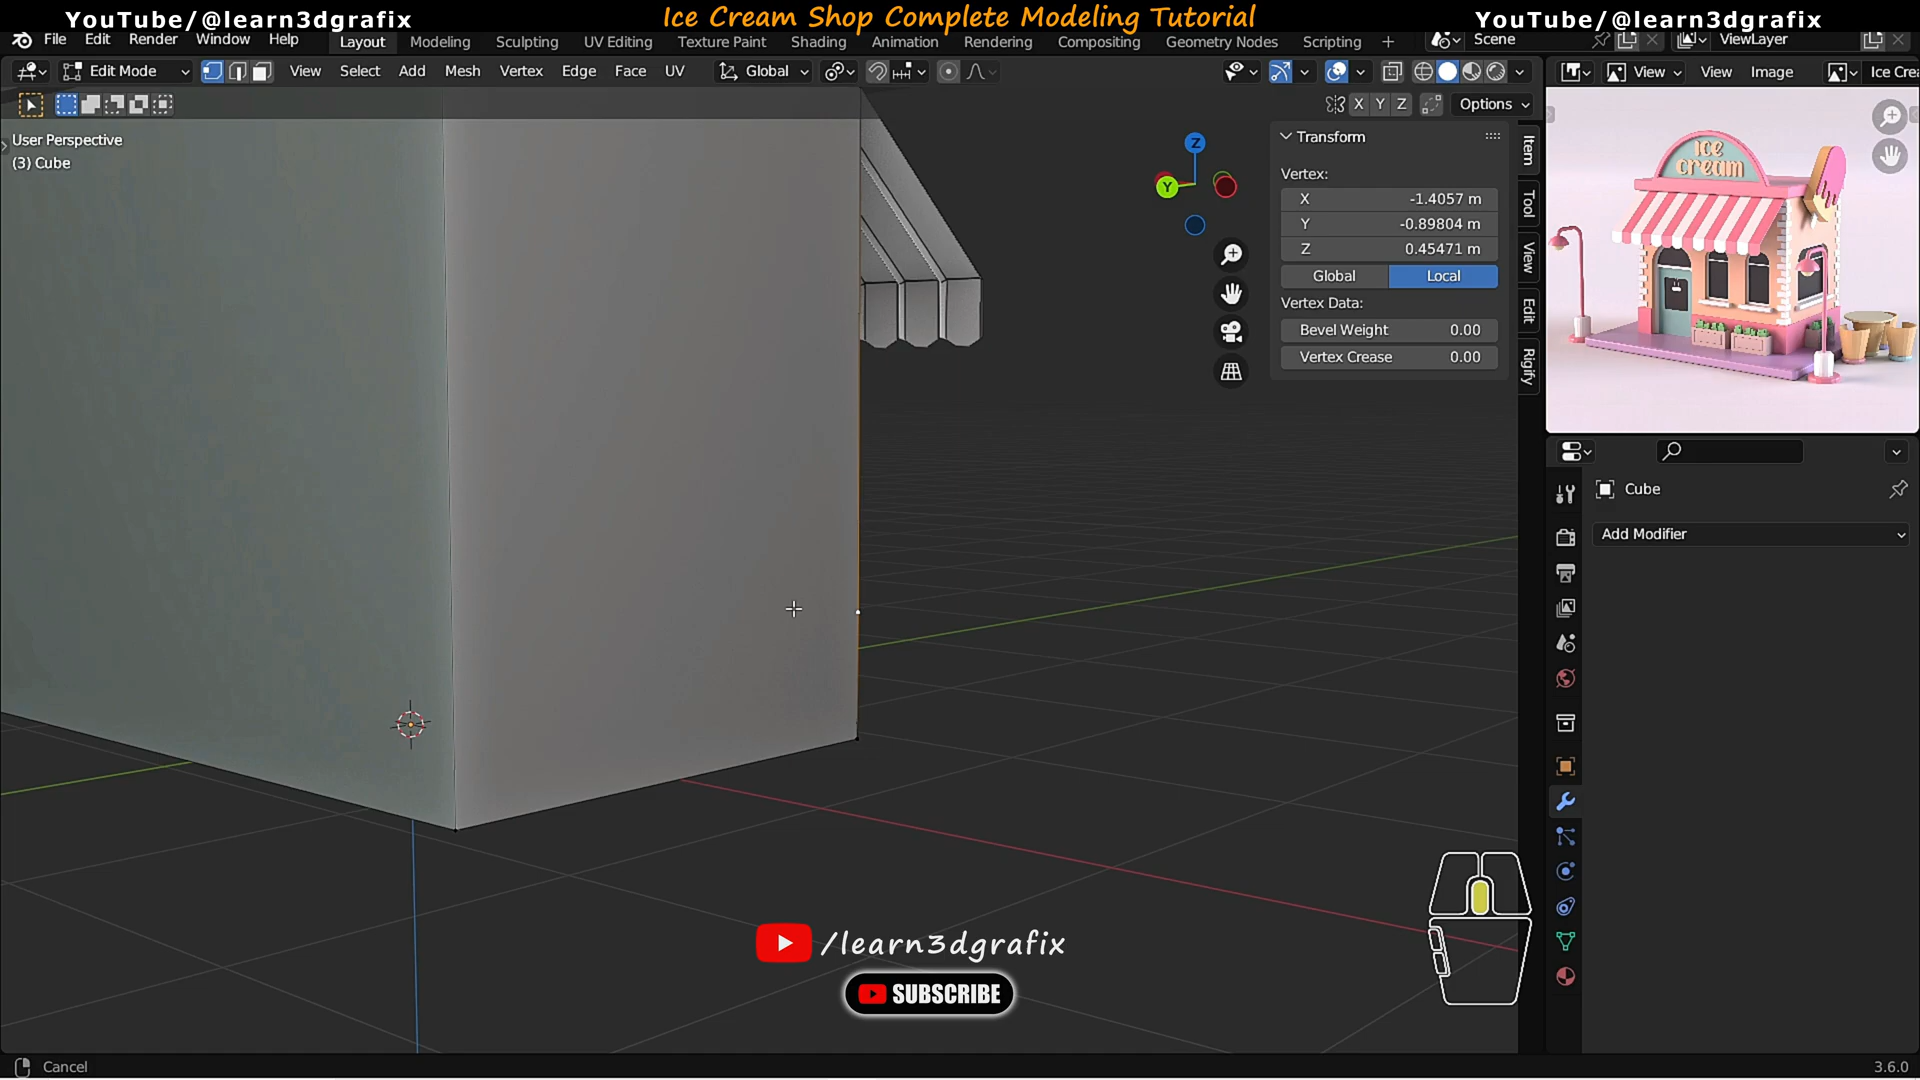 YouTube/@learn3dgrafix
Ice Cream Shop Complete Modeling Tutorial
YouTube/@learn3dgrafix
File Edit Render Window Help
Layout Modeling Sculpting UV Editing Texture Paint Shading Animation Rendering Compositing Geometry Nodes Scripting +
Scene
ViewLayer
Edit Mode
View Select Add Mesh Vertex Edge Face UV
Global
View
View Image
Ice Crea
X Y Z
Options
User Perspective
(3) Cube
Z
Y
Transform
Vertex:
X -1.4057 m
Y -0.89804 m
Z 0.45471 m
Global Local
Vertex Data:
Bevel Weight 0.00
Vertex Crease 0.00
Item
Tool
View
Edit
Rigify
ice
cream
Cube
Add Modifier
/learn3dgrafix
SUBSCRIBE
Cancel
3.6.0